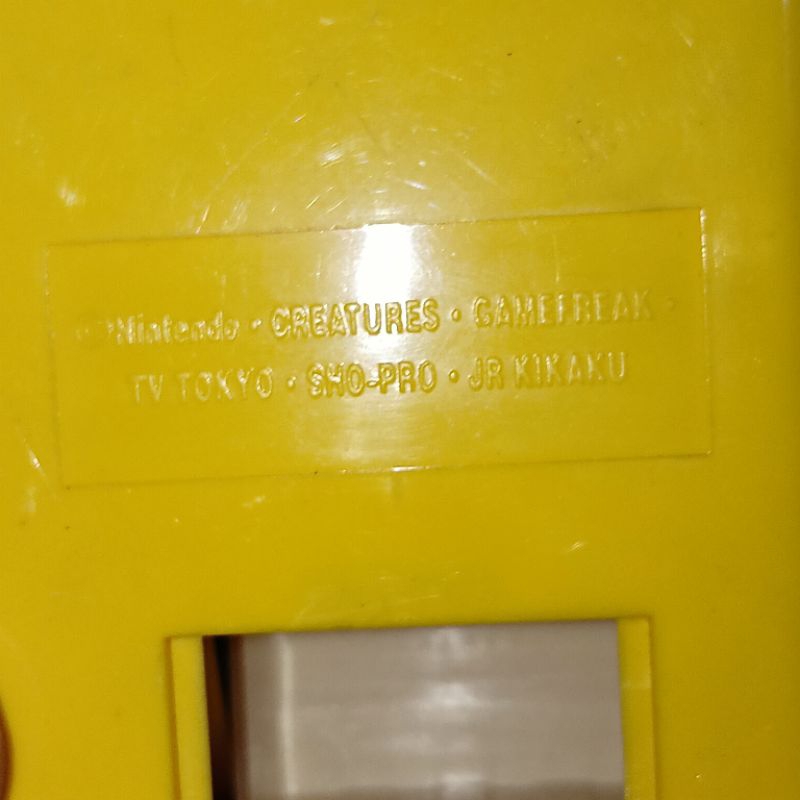 ©Nintendo · CREATURES · GAMEFREAK ·
TV TOKYO · SHO-PRO · JR KIKAKU